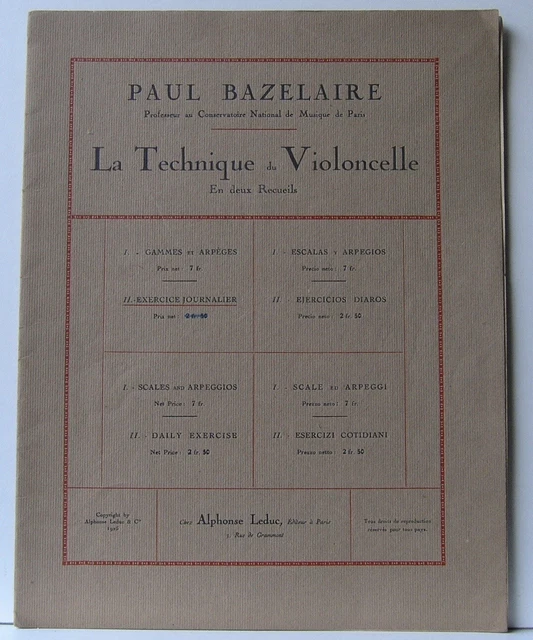 PAUL BAZELAIRE
Professeur au Conservatoire National de Musique de Paris
La Technique du Violoncelle
En deux Recueils
I. - GAMMES ET ARPÈGES
Prix net: 7 fr.
II - EXERCICE JOURNALIER
Prix net:
I. - ESCALAS Y ARPEGIOS
Precio neto: 7 fr.
II - EJERCICIOS DIAROS
Precio neto: 2 fr. 50
I. - SCALES AND ARPEGGIOS
Net Price: 7 fr.
II. - DAILY EXERCISE
Net Price: 2 fr. 50
I. - SCALE ED ARPEGGI
Prezzo netto: 7 fr.
II. - ESERCIZI COTIDIANI
Prezzo netto: 2 fr. 50
Copyright by
Alphonse Leduc & Cie
Chez Alphonse Leduc, Editeur à Paris
3, Rue de Grammont
Tous droits de reproduction
réservés pour tous pays.